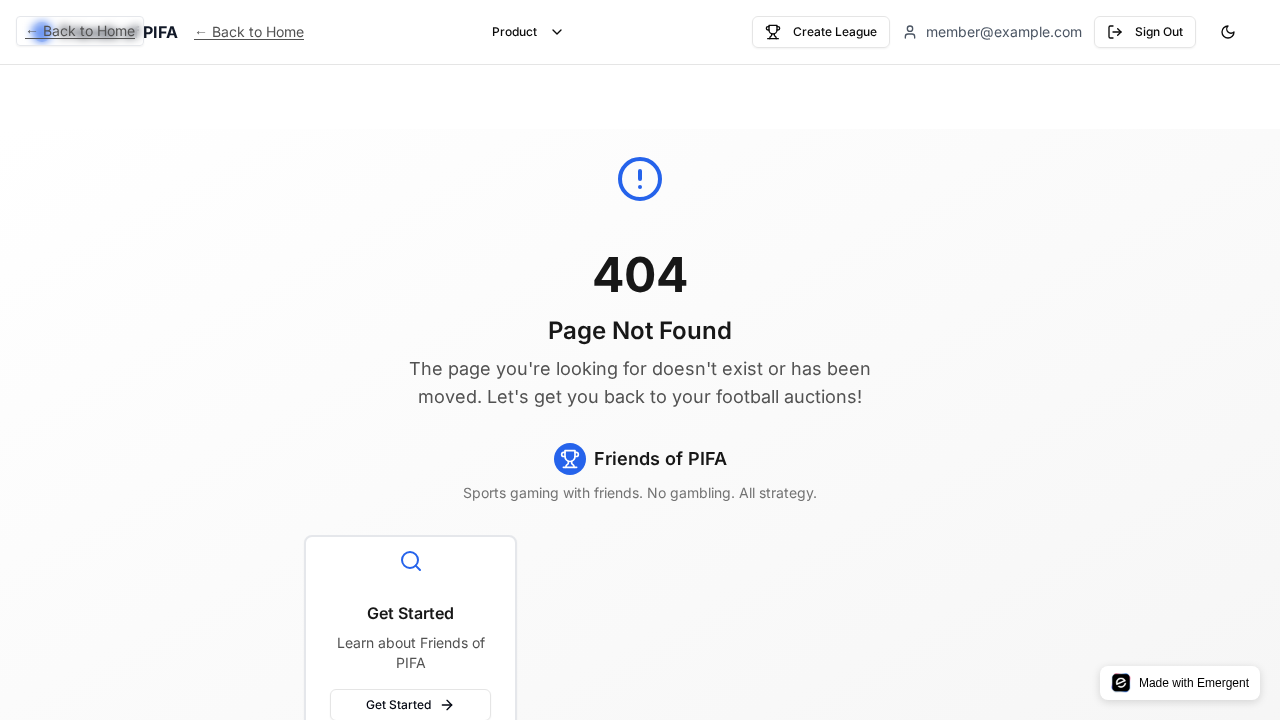 ← Back to Home
PIFA
← Back to Home
Product
Create League
member@example.com
Sign Out
404
Page Not Found
The page you're looking for doesn't exist or has been
moved. Let's get you back to your football auctions!
Friends of PIFA
Sports gaming with friends. No gambling. All strategy.
Get Started
Learn about Friends of
PIFA
Get Started
Made with Emergent